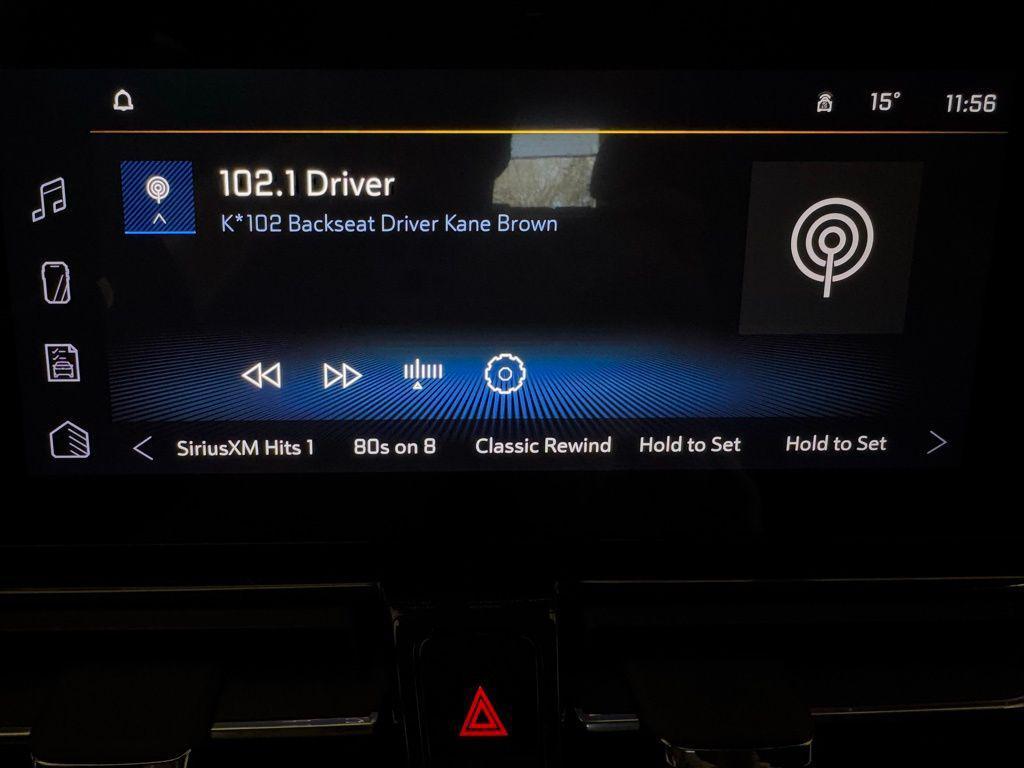 15° 11:56
102.1 Driver
K*102 Backseat Driver Kane Brown
SiriusXM Hits 1 80s on 8 Classic Rewind Hold to Set Hold to Set